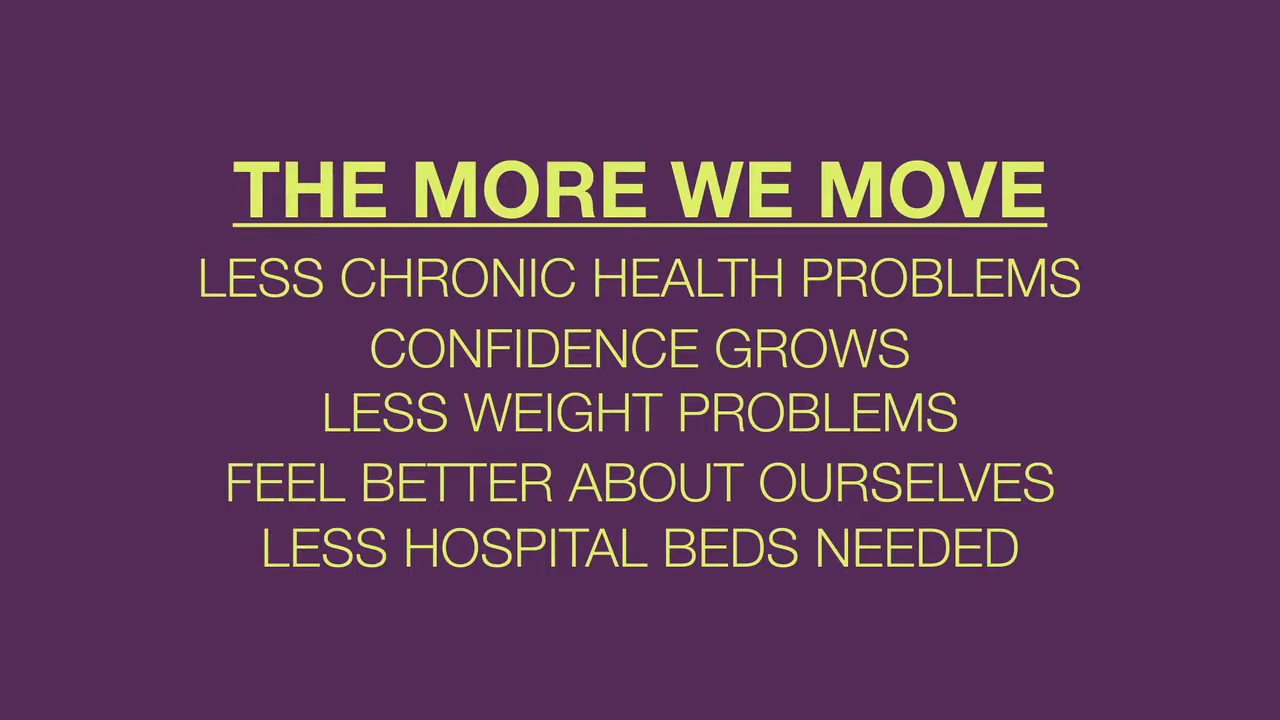 THE MORE WE MOVE
LESS CHRONIC HEALTH PROBLEMS
CONFIDENCE GROWS
LESS WEIGHT PROBLEMS
FEEL BETTER ABOUT OURSELVES
LESS HOSPITAL BEDS NEEDED